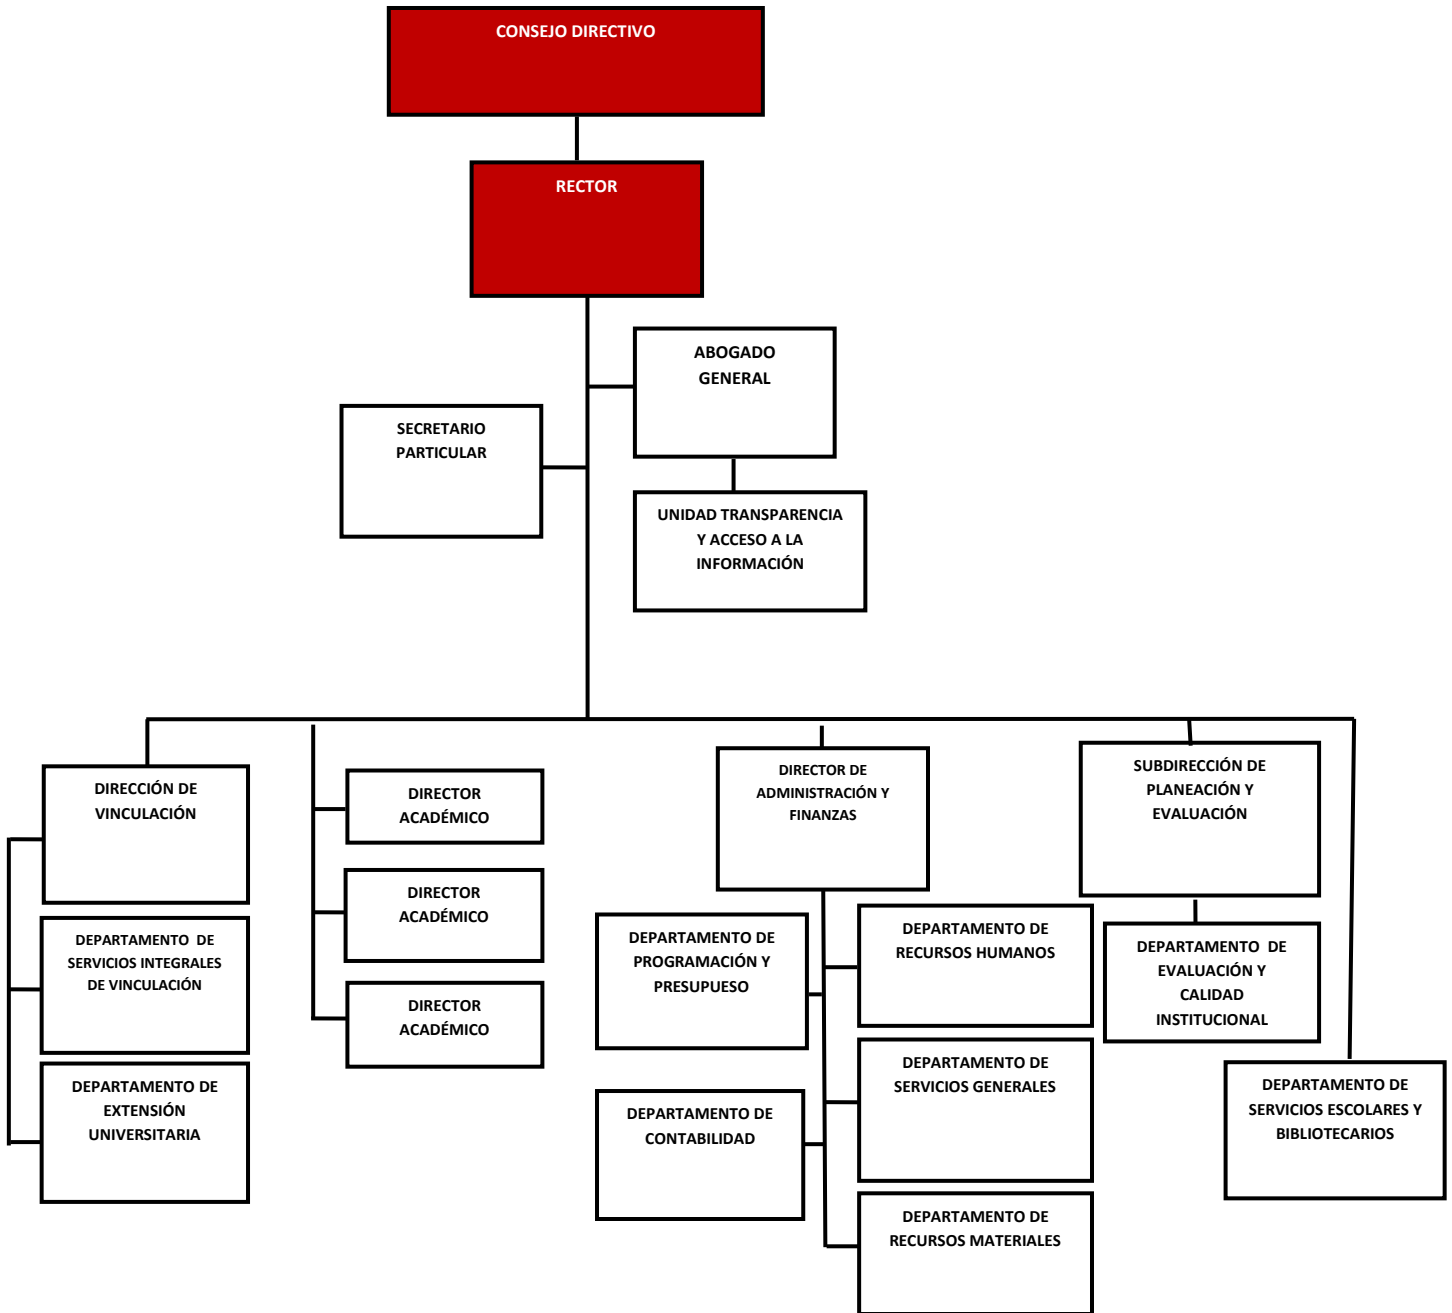 CONSEJO DIRECTIVO
RECTOR
ABOGADO
GENERAL
SECRETARIO
PARTICULAR
UNIDAD TRANSPARENCIA
Y ACCESO A LA
INFORMACIÓN
DIRECCIÓN DE
VINCULACIÓN
DEPARTAMENTO DE
SERVICIOS INTEGRALES
DE VINCULACIÓN
DEPARTAMENTO DE
EXTENSIÓN
UNIVERSITARIA
DIRECTOR
ACADÉMICO
DIRECTOR
ACADÉMICO
DIRECTOR
ACADÉMICO
DIRECTOR DE
ADMINISTRACIÓN Y
FINANZAS
DEPARTAMENTO DE
PROGRAMACIÓN Y
PRESUPUESO
DEPARTAMENTO DE
CONTABILIDAD
DEPARTAMENTO DE
RECURSOS HUMANOS
DEPARTAMENTO DE
SERVICIOS GENERALES
DEPARTAMENTO DE
RECURSOS MATERIALES
SUBDIRECCIÓN DE
PLANEACIÓN Y
EVALUACIÓN
DEPARTAMENTO DE
EVALUACIÓN Y
CALIDAD
INSTITUCIONAL
DEPARTAMENTO DE
SERVICIOS ESCOLARES Y
BIBLIOTECARIOS